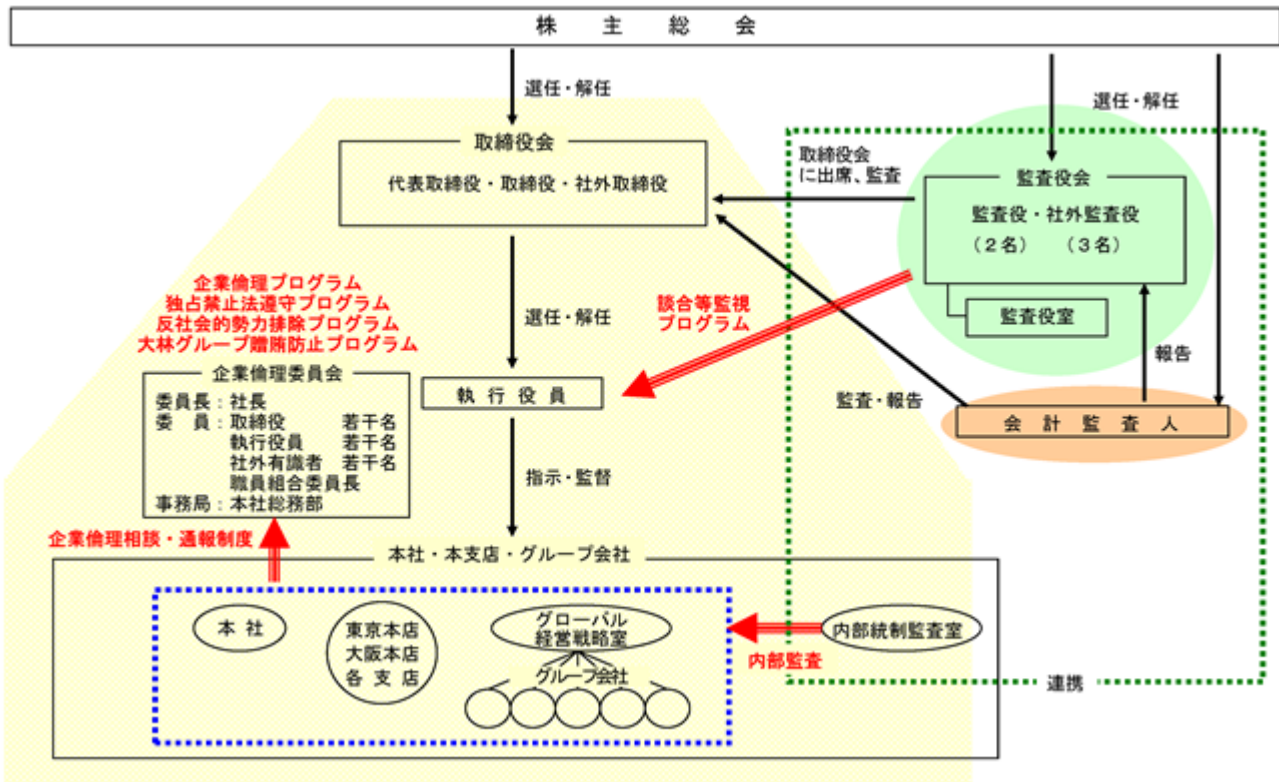 株 主 総 会
選任・解任
選任・解任
取締役会
代表取締役・取締役・社外取締役
取締役会
に出席、監査
監査役会
監査役・社外監査役
（２名） （３名）
監査役室
企業倫理プログラム
独占禁止法遵守プログラム
反社会的勢力排除プログラム
大林グループ贈賄防止プログラム
選任・解任
談合等監視
プログラム
報告
企業倫理委員会
委員長：社長
委 員：取締役 若干名
執行役員 若干名
社外有識者 若干名
職員組合委員長
事務局：本社総務部
執 行 役 員
監査・報告
会 計 監 査 人
指示・監督
企業倫理相談・通報制度
本社・本支店・グループ会社
本 社
東京本店
大阪本店
各 支 店
グローバル
経営戦略室
グループ会社
内部監査
内部統制監査室
連携